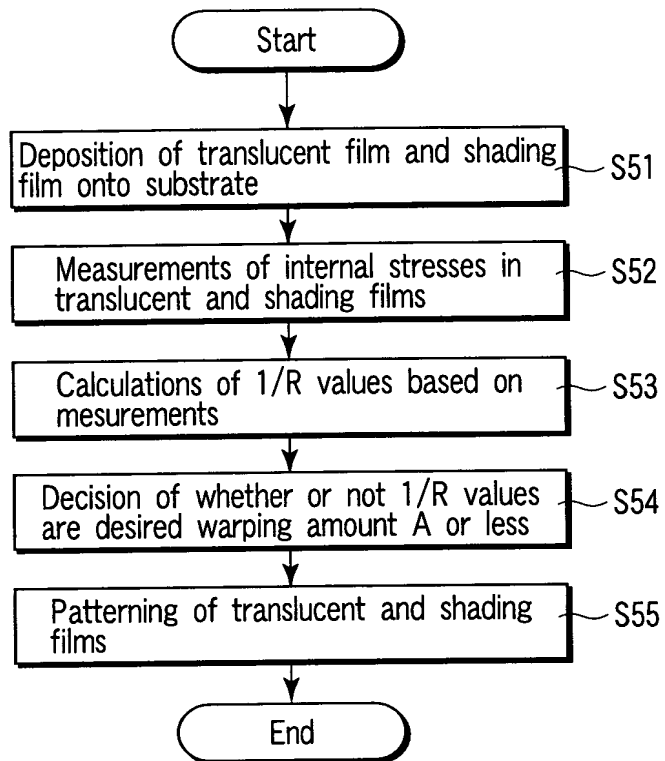 Start
Deposition of translucent film and shading
film onto substrate
S51
Measurements of internal stresses in
translucent and shading films
S52
Calculations of 1/R values based on
mesurements
S53
Decision of whether or not 1/R values
are desired warping amount A or less
S54
Patterning of translucent and shading
films
S55
End